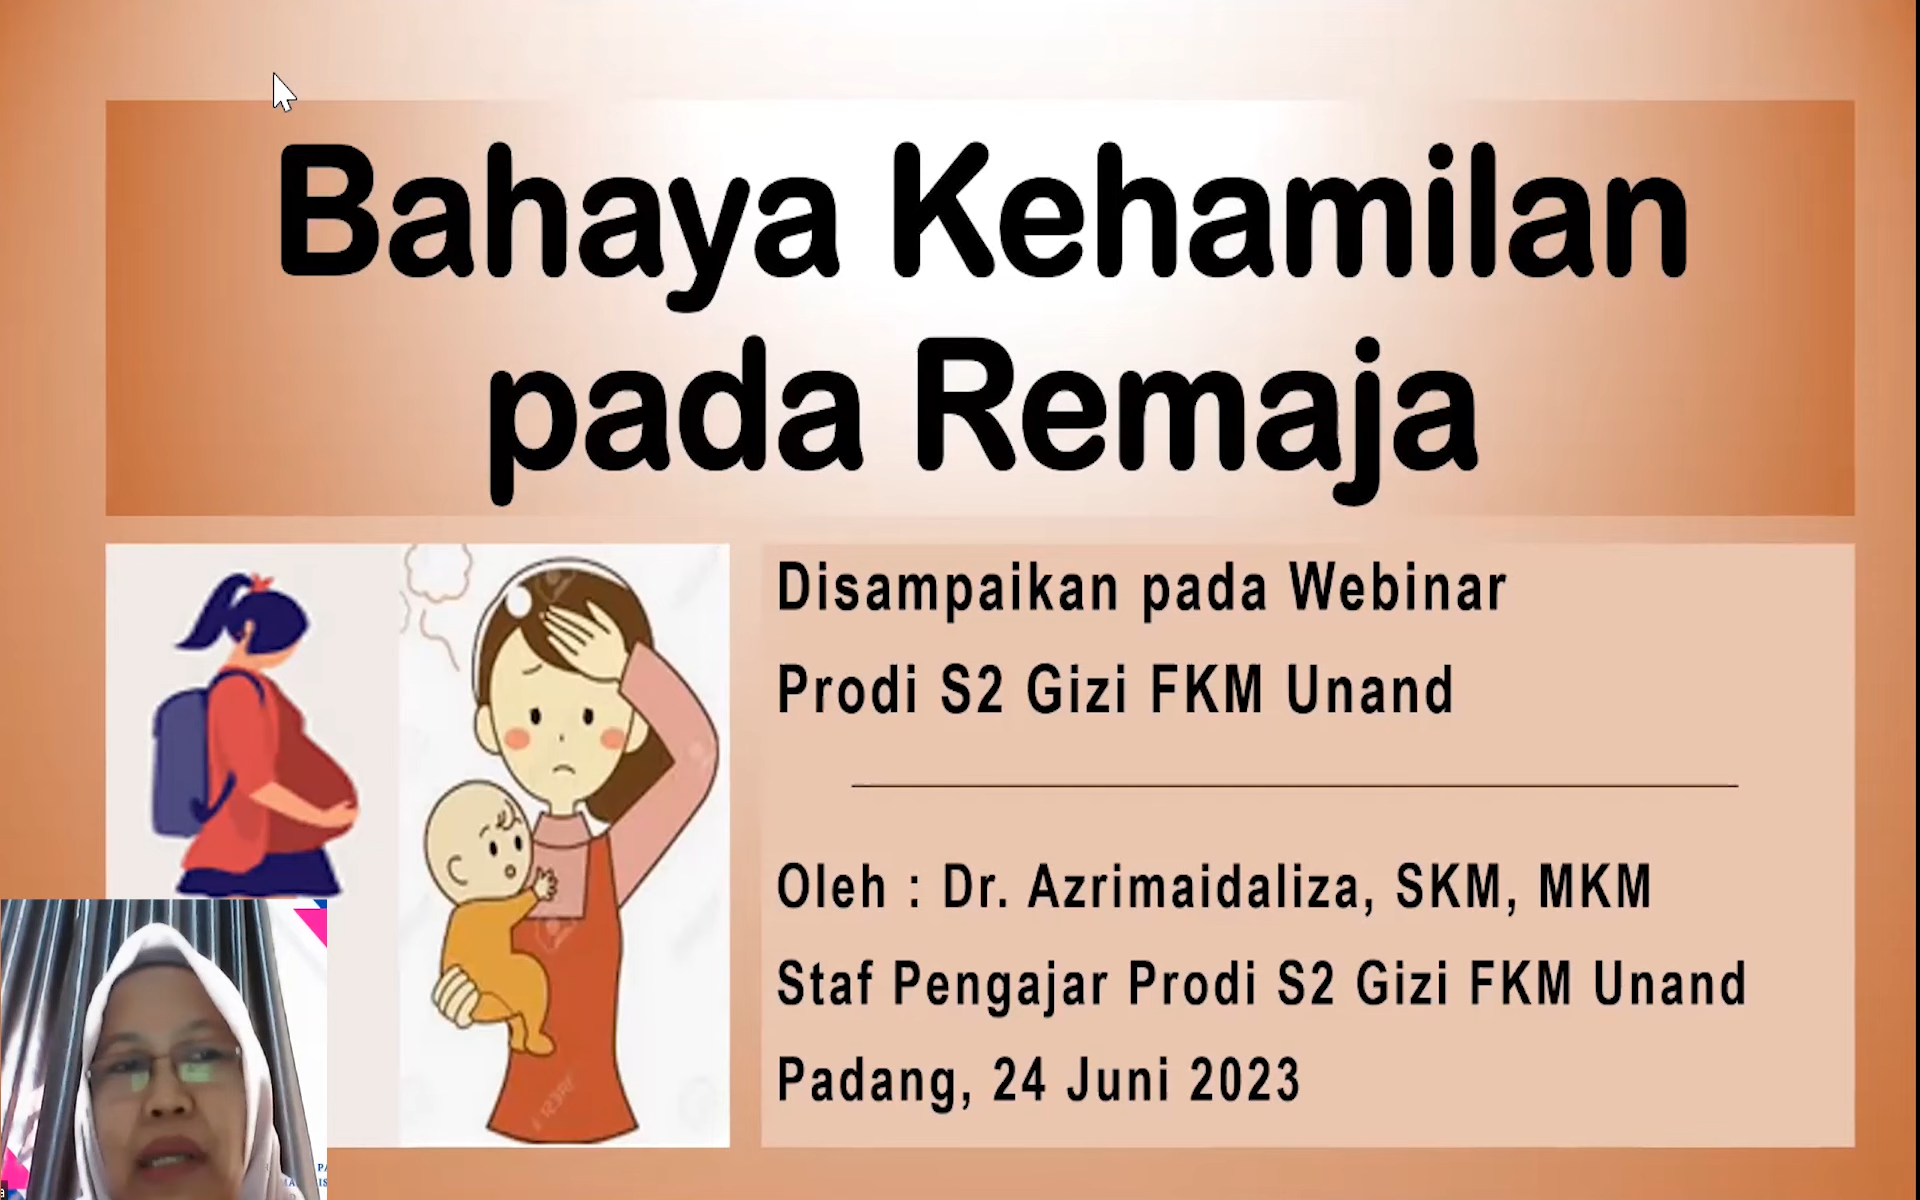 Bahaya Kehamilan
pada Remaja
Disampaikan pada Webinar
Prodi S2 Gizi FKM Unand
Oleh : Dr. Azrimaidaliza, SKM, MKM
Staf Pengajar Prodi S2 Gizi FKM Unand
Padang, 24 Juni 2023